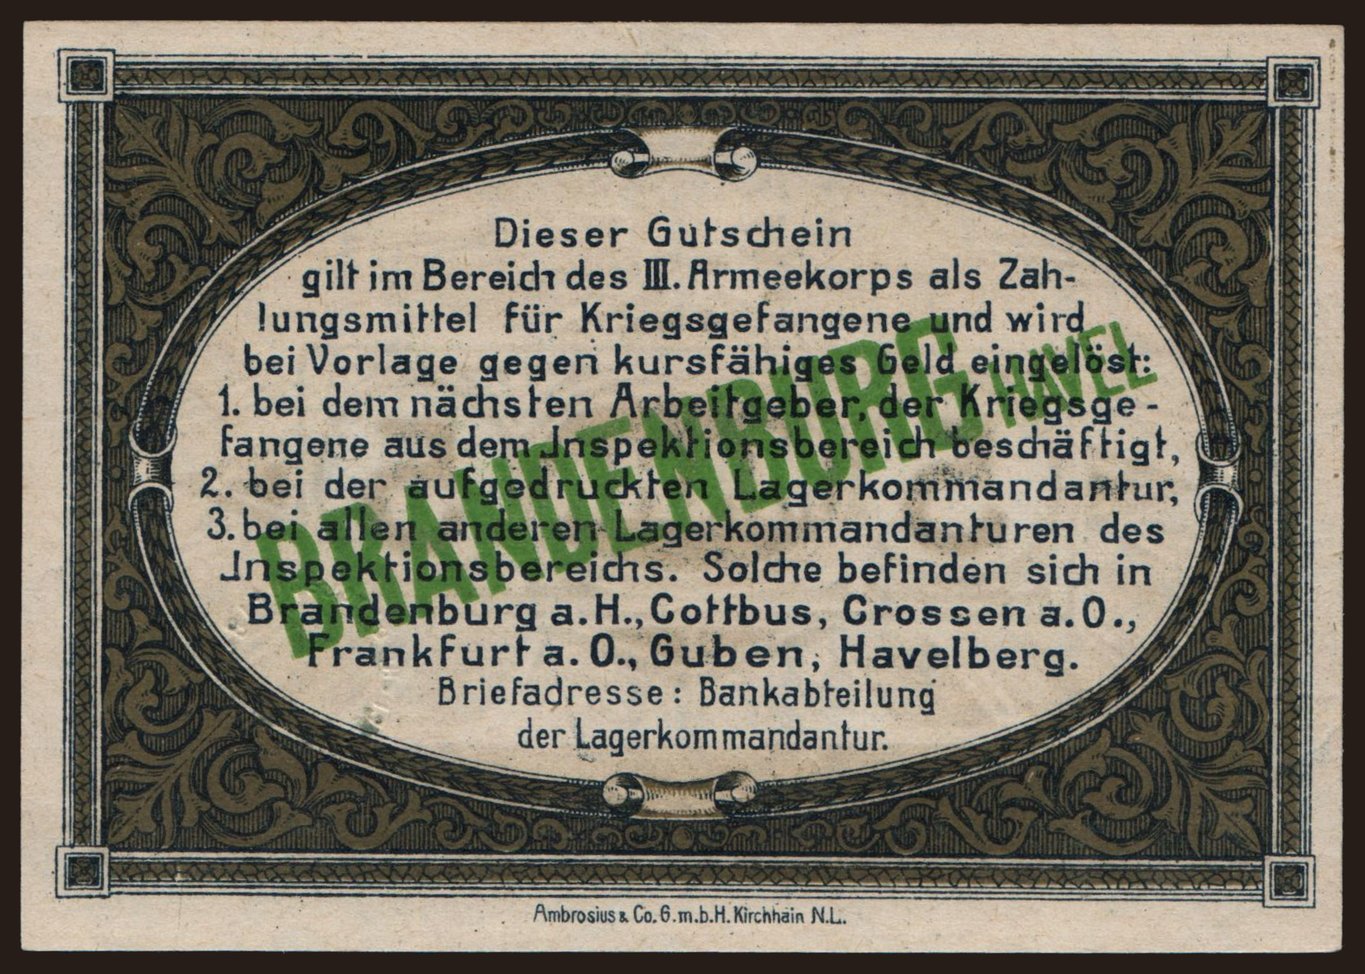 Dieser Gutschein
gilt im Bereich des III. Armeekorps als Zah-
lungsmittel für Kriegsgefangene und wird
bei Vorlage gegen kursfähiges Geld eingelöst:
1. bei dem nächsten Arbeitgeber, der Kriegsge-
fangene aus dem Inspektionsbereich beschäftigt,
2. bei der aufgedruckten Lagerkommandantur,
3. bei allen anderen Lagerkommandanturen des
Inspektionsbereichs. Solche befinden sich in
Brandenburg a. H., Cottbus, Crossen a. O.,
Frankfurt a. O., Guben, Havelberg.
Briefadresse: Bankabteilung
der Lagerkommandantur.
BRANDENBURG HAVEL
Ambrosius & Co. G.m.b.H. Kirchhain N.L.